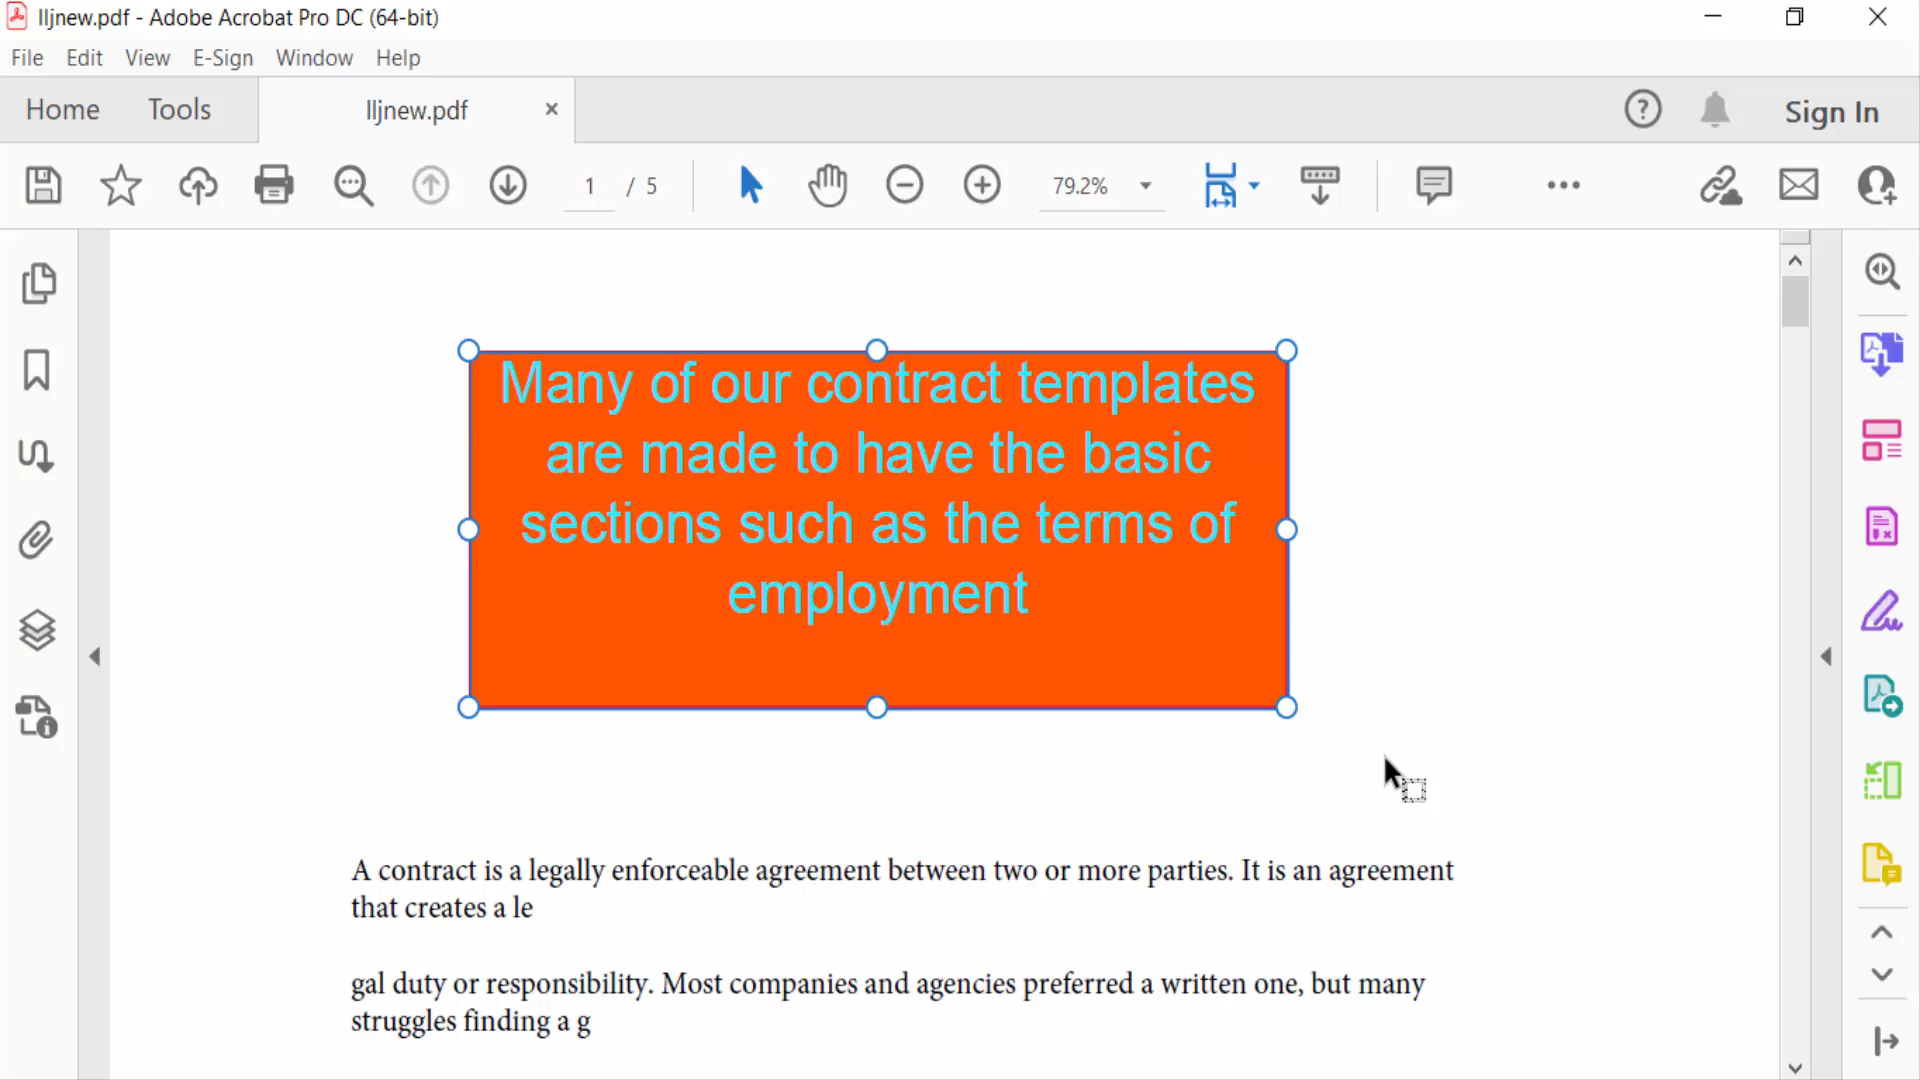 lljnew.pdf - Adobe Acrobat Pro DC (64-bit)
File Edit View E-Sign Window Help
Home Tools lljnew.pdf Sign In
1 / 5 79.2%
Many of our contract templates
are made to have the basic
sections such as the terms of
employment
A contract is a legally enforceable agreement between two or more parties. It is an agreement
that creates a le
gal duty or responsibility. Most companies and agencies preferred a written one, but many
struggles finding a g